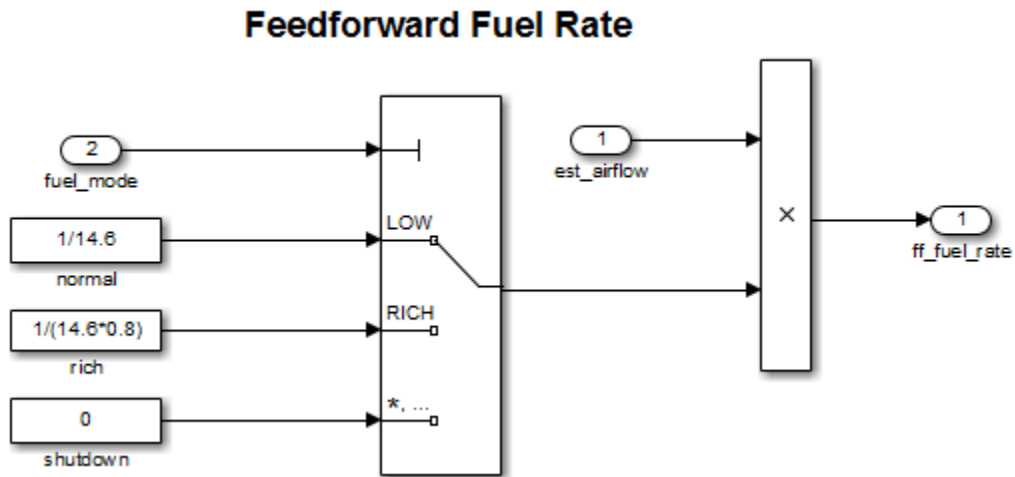 Feedforward Fuel Rate
2
fuel_mode
1/14.6
normal
1/(14.6*0.8)
rich
0
shutdown
LOW
RICH
*, ...
1
est_airflow
×
1
ff_fuel_rate